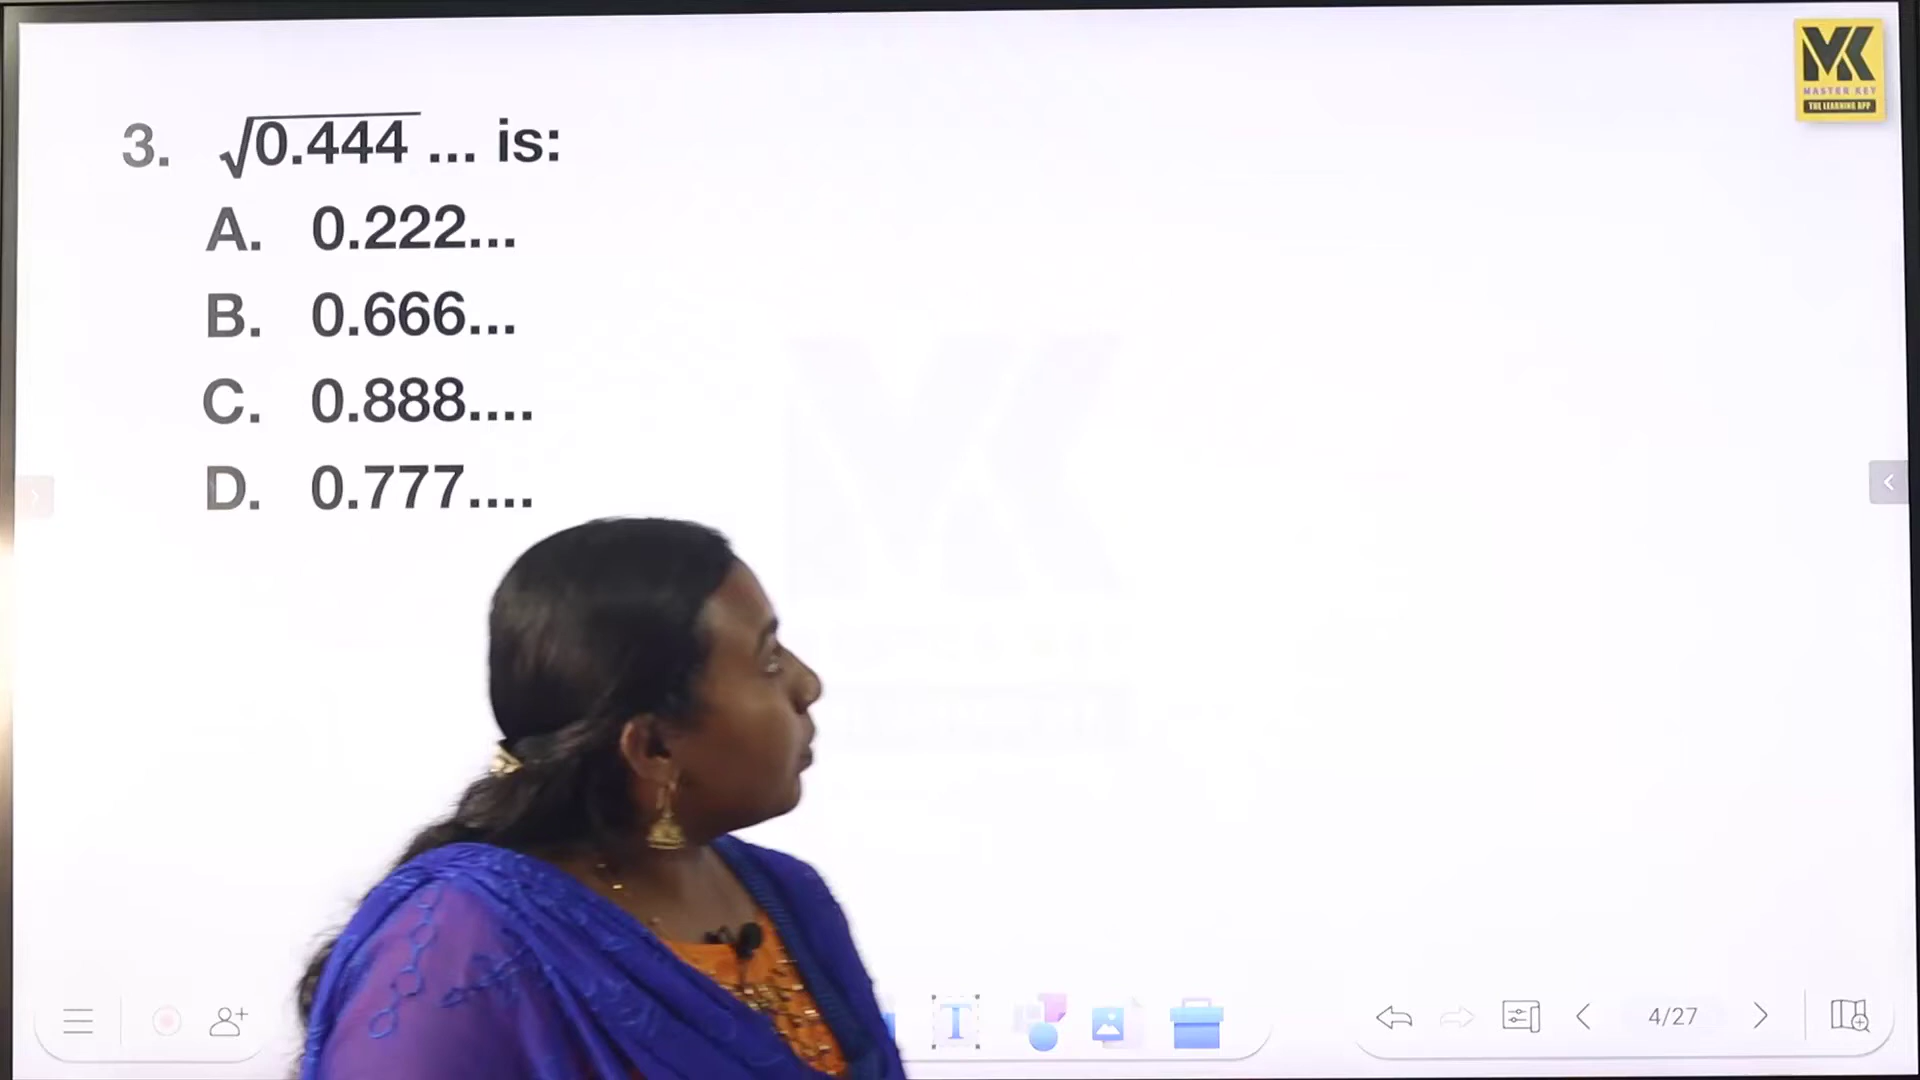 MK
MASTER KEY
THE LEARNING APP
3. √0.444 ... is:
A. 0.222...
B. 0.666...
C. 0.888....
D. 0.777....
T
4/27